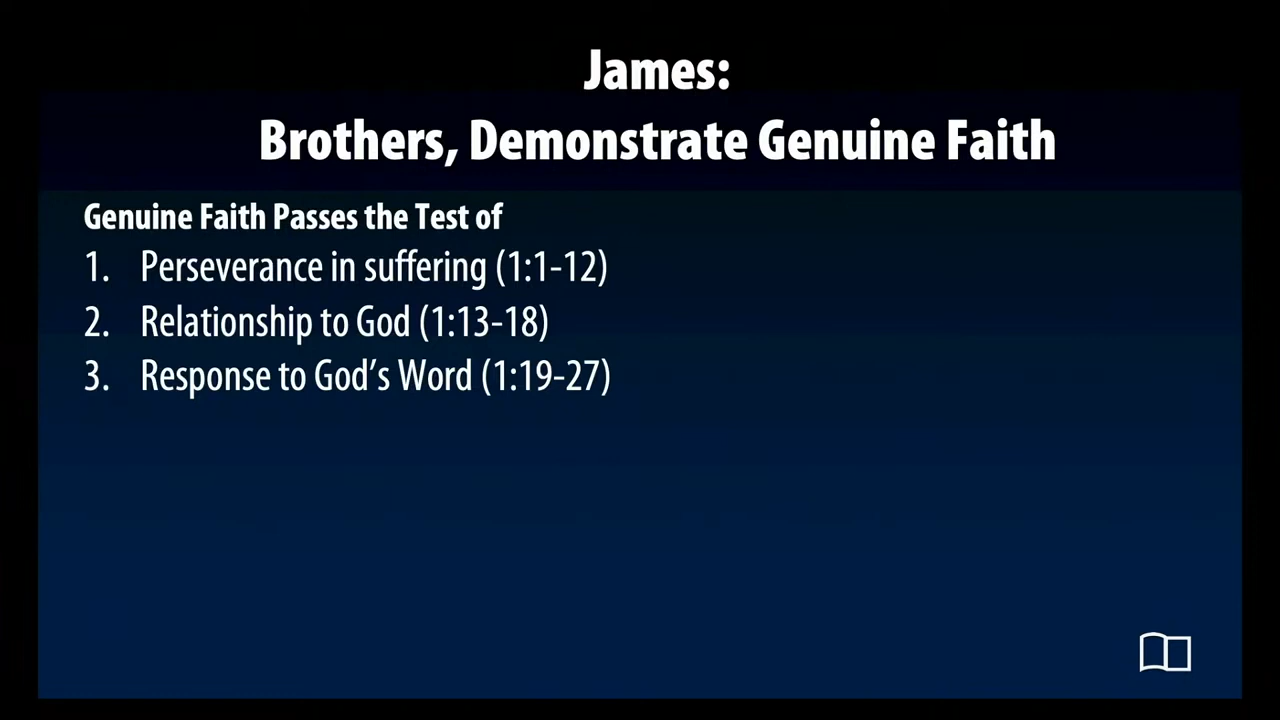 James:
Brothers, Demonstrate Genuine Faith
Genuine Faith Passes the Test of
1. Perseverance in suffering (1:1-12)
2. Relationship to God (1:13-18)
3. Response to God's Word (1:19-27)